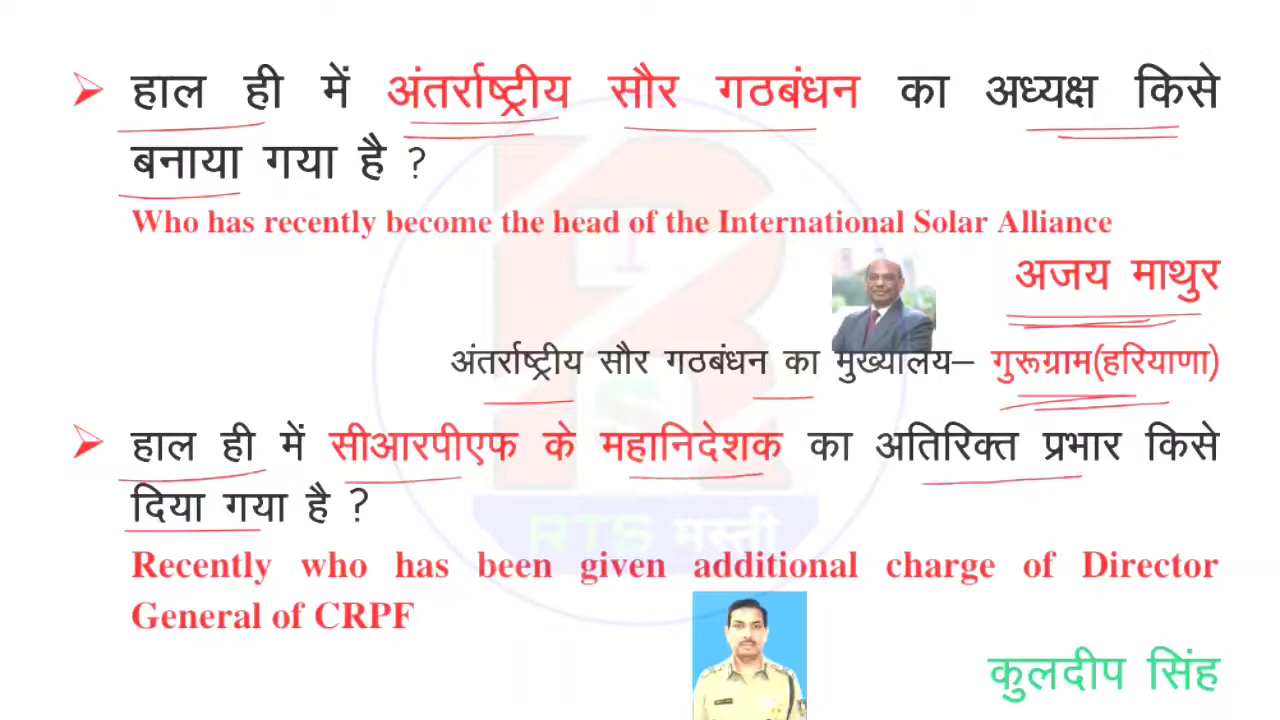 हाल ही में अंतर्राष्ट्रीय सौर गठबंधन का अध्यक्ष किसे
बनाया गया है ?
Who has recently become the head of the International Solar Alliance
अजय माथुर
अंतर्राष्ट्रीय सौर गठबंधन का मुख्यालय– गुरूग्राम(हरियाणा)
हाल ही में सीआरपीएफ के महानिदेशक का अतिरिक्त प्रभार किसे
दिया गया है ?
RTS मस्ती
Recently who has been given additional charge of Director
General of CRPF
कुलदीप सिंह